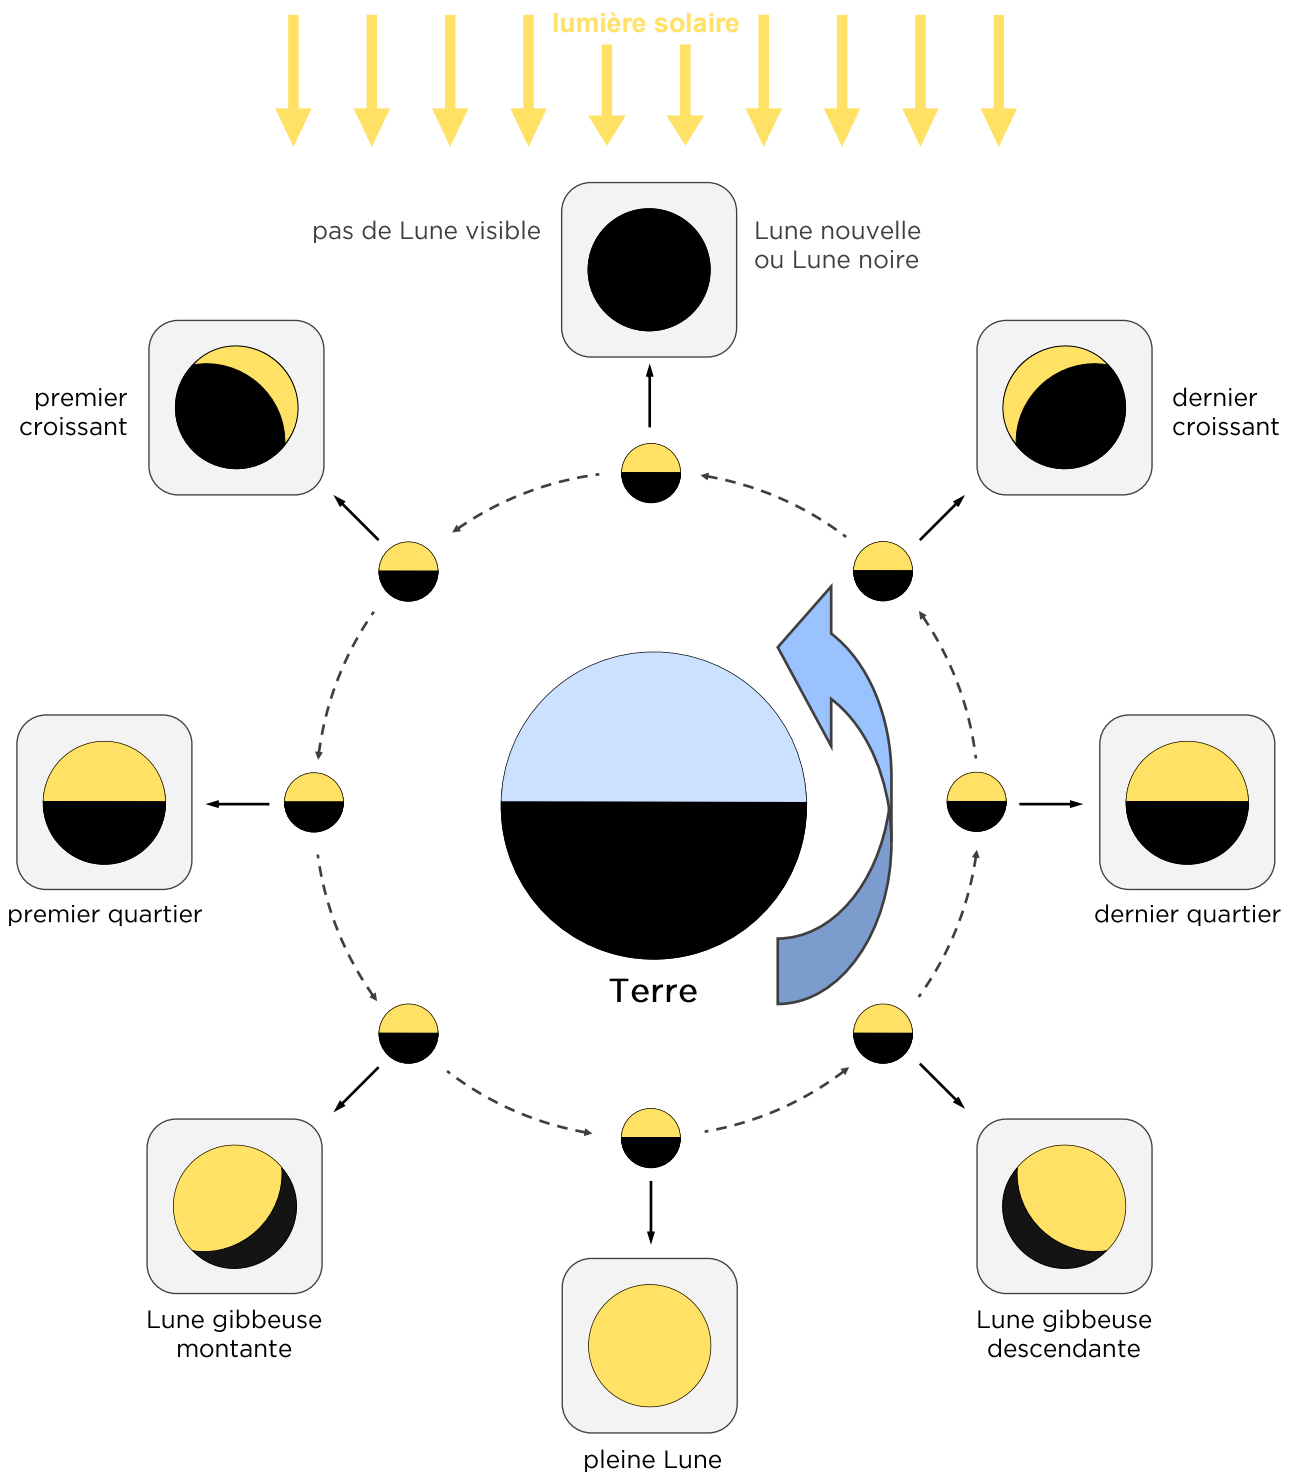 lumière solaire
pas de Lune visible
Lune nouvelle
ou Lune noire
premier
croissant
dernier
croissant
premier quartier
dernier quartier
Terre
Lune gibbeuse
montante
Lune gibbeuse
descendante
pleine Lune